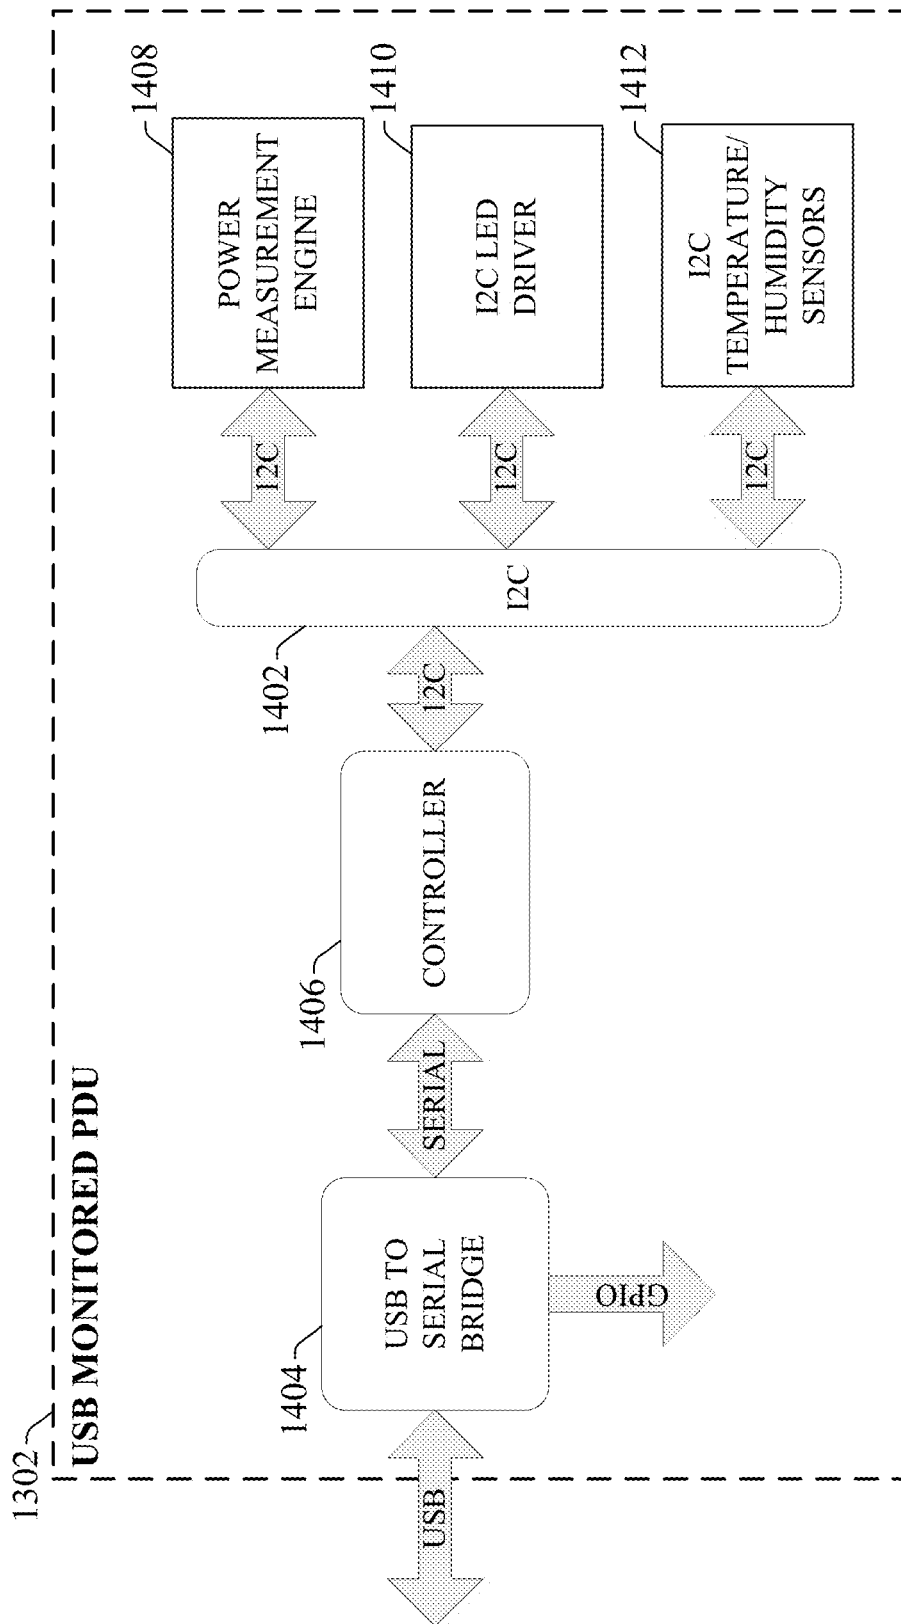 1302
USB MONITORED PDU
USB
1404
USB TO
SERIAL
BRIDGE
GPIO
SERIAL
1406
CONTROLLER
I2C
1402
I2C
I2C
I2C
I2C
1408
POWER
MEASUREMENT
ENGINE
1410
I2C LED
DRIVER
1412
I2C
TEMPERATURE/
HUMIDITY
SENSORS